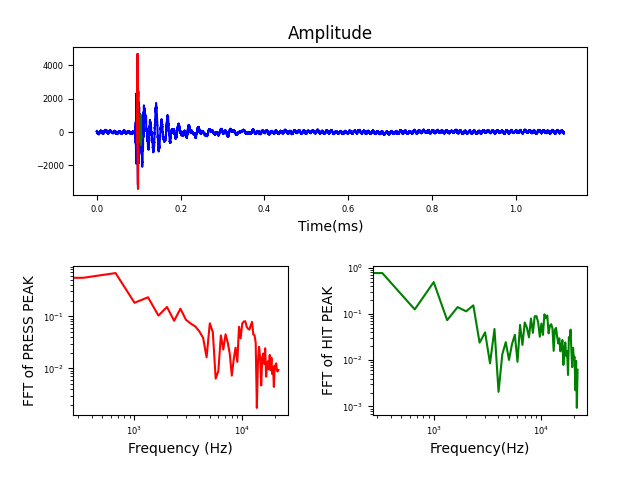 Amplitude
4000
2000
0
−2000
0.0 0.2 0.4 0.6 0.8 1.0
Time(ms)
FFT of PRESS PEAK
10⁻¹
10⁻²
10³ 10⁴
Frequency (Hz)
FFT of HIT PEAK
10⁰
10⁻¹
10⁻²
10⁻³
10³ 10⁴
Frequency(Hz)